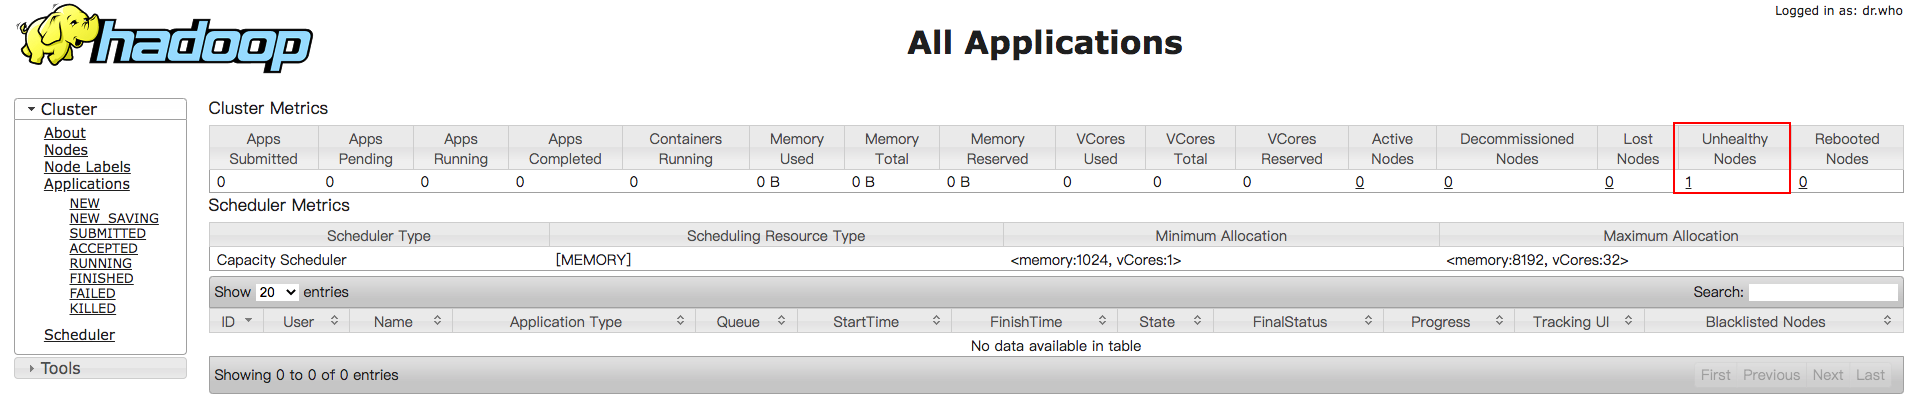 Logged in as: dr.who
hadoop
All Applications
Cluster
About
Nodes
Node Labels
Applications
NEW
NEW_SAVING
SUBMITTED
ACCEPTED
RUNNING
FINISHED
FAILED
KILLED
Scheduler
Tools
Cluster Metrics
Apps Submitted Apps Pending Apps Running Apps Completed Containers Running Memory Used Memory Total Memory Reserved VCores Used VCores Total VCores Reserved Active Nodes Decommissioned Nodes Lost Nodes Unhealthy Nodes Rebooted Nodes
0 0 0 0 0 0 B 0 B 0 B 0 0 0 0 0 0 1 0
Scheduler Metrics
Scheduler Type Scheduling Resource Type Minimum Allocation Maximum Allocation
Capacity Scheduler [MEMORY] <memory:1024, vCores:1> <memory:8192, vCores:32>
Show 20 entries Search:
ID User Name Application Type Queue StartTime FinishTime State FinalStatus Progress Tracking UI Blacklisted Nodes
No data available in table
Showing 0 to 0 of 0 entries First Previous Next Last